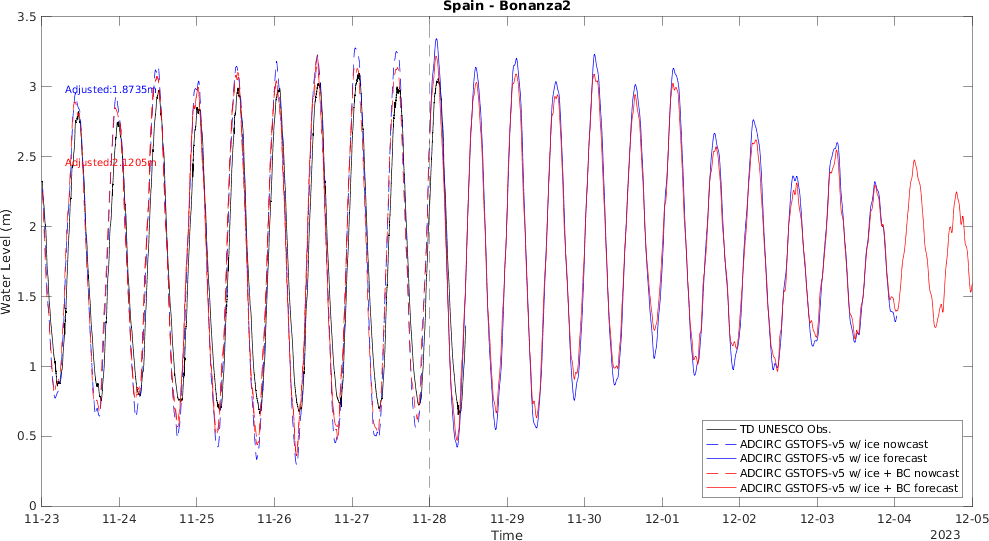 Spain - Bonanza2
3.5
3
2.5
2
1.5
1
0.5
0
Water Level (m)
Adjusted:1.8735m
Adjusted:2.1205m
TD UNESCO Obs.
ADCIRC GSTOFS-v5 w/ ice nowcast
ADCIRC GSTOFS-v5 w/ ice forecast
ADCIRC GSTOFS-v5 w/ ice + BC nowcast
ADCIRC GSTOFS-v5 w/ ice + BC forecast
11-23 11-24 11-25 11-26 11-27 11-28 11-29 11-30 12-01 12-02 12-03 12-04 12-05
Time
2023